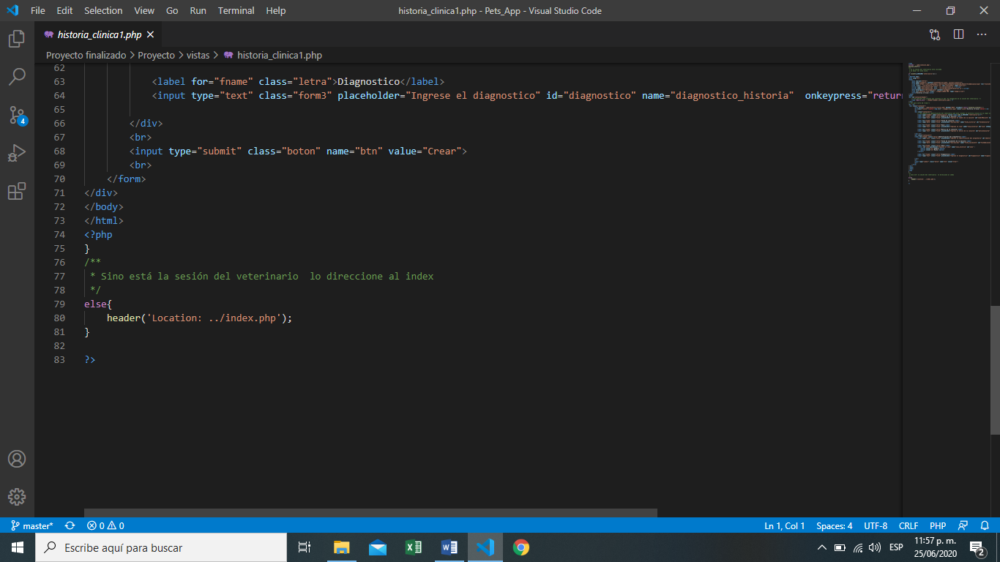 File Edit Selection View Go Run Terminal Help historia_clinica1.php - Pets_App - Visual Studio Code
historia_clinica1.php
Proyecto finalizado > Proyecto > vistas > historia_clinica1.php
62
63 <label for="fname" class="letra">Diagnostico</label>
64 <input type="text" class="form3" placeholder="Ingrese el diagnostico" id="diagnostico" name="diagnostico_historia" onkeypress="retur
65
66 </div>
67 <br>
68 <input type="submit" class="boton" name="btn" value="Crear">
69 <br>
70 </form>
71 </div>
72 </body>
73 </html>
74 <?php
75 }
76 /**
77 * Sino está la sesión del veterinario  lo direccione al index
78 */
79 else{
80 header('Location: ../index.php');
81 }
82
83 ?>
4
master* 0 0 Ln 1, Col 1 Spaces: 4 UTF-8 CRLF PHP
Escribe aquí para buscar
ESP
11:57 p. m.
25/06/2020
2